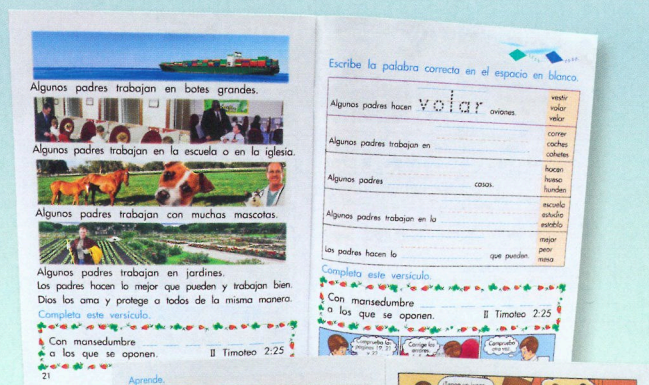 Algunos padres trabajan en botes grandes.
Algunos padres trabajan en la escuela o en la iglesia.
Algunos padres trabajan con muchas mascotas.
Algunos padres trabajan en jardines.
Los padres hacen lo mejor que pueden y trabajan bien.
Dios los ama y protege a todos de la misma manera.
Completa este versículo.
Con mansedumbre
a los que se oponen. II Timoteo 2:25
21
Aprende.
Escribe la palabra correcta en el espacio en blanco.
Algunos padres hacen volar aviones.
vestir
volar
velar
Algunos padres trabajan en
correr
coches
cohetes
Algunos padres casas.
hacen
hueso
hunden
Algunos padres trabajan en la
escuela
estudio
establo
Los padres hacen lo que pueden.
mejor
peor
mesa
Completa este versículo.
Con mansedumbre
a los que se oponen. II Timoteo 2:25
Corrige los
errores.
Comprueba
otra vez.